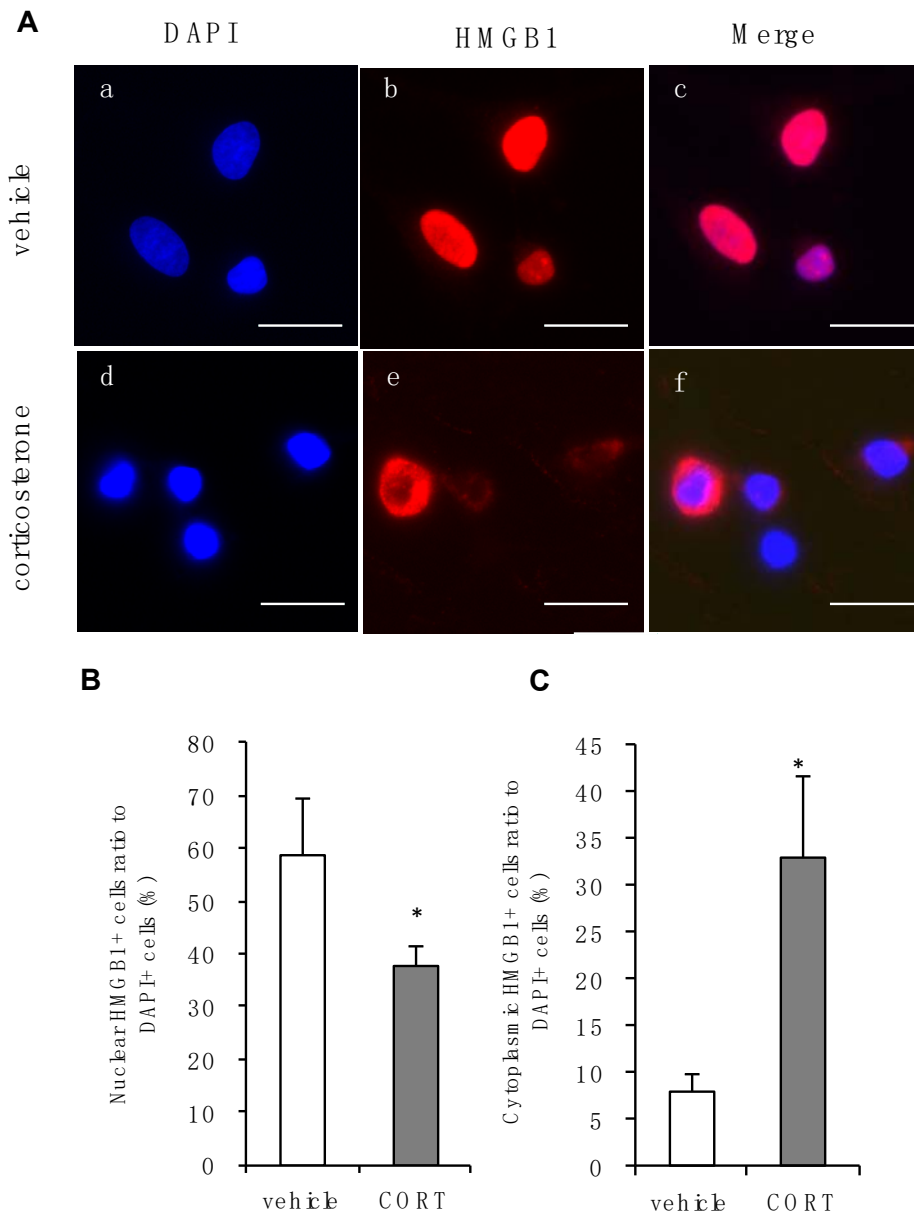 A
DAPI
HMGB1
Merge
vehicle
a
b
c
corticosterone
d
e
f
B
Nuclear HMGB1+ cells ratio to
DAPI+ cells (%)
80
70
60
50
40
30
20
10
0
*
vehicle
CORT
C
Cytoplasmic HMGB1+ cells ratio to
DAPI+ cells (%)
45
40
35
30
25
20
15
10
5
0
*
vehicle
CORT